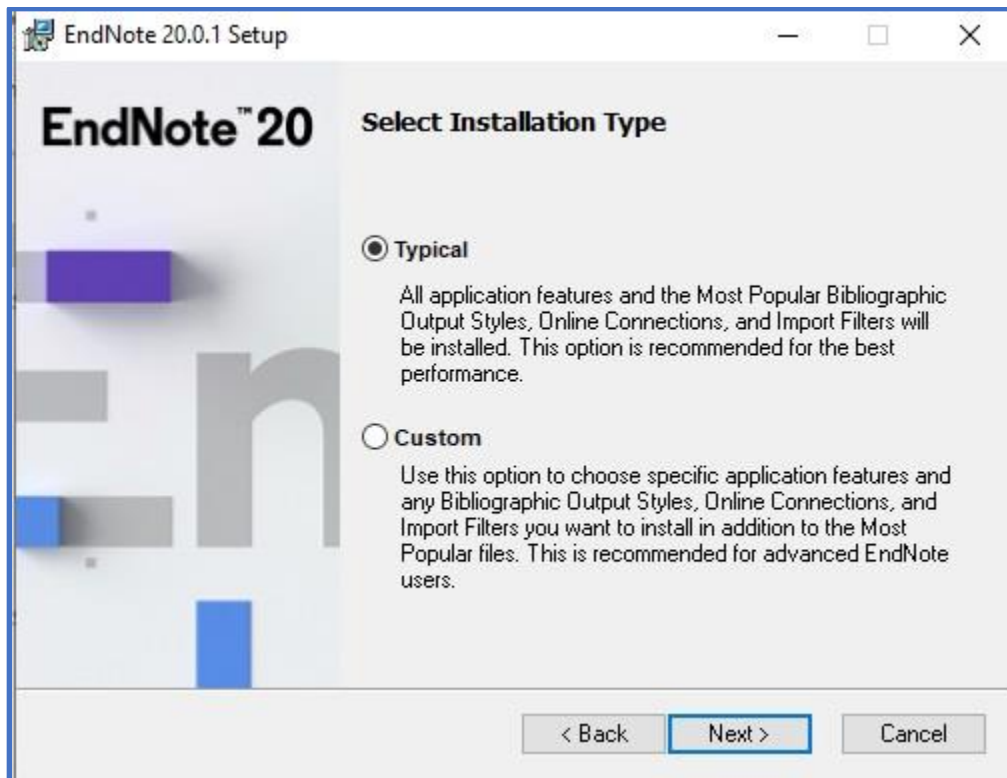 EndNote 20.0.1 Setup
EndNote™20
Select Installation Type
Typical
All application features and the Most Popular Bibliographic
Output Styles, Online Connections, and Import Filters will
be installed. This option is recommended for the best
performance.
Custom
Use this option to choose specific application features and
any Bibliographic Output Styles, Online Connections, and
Import Filters you want to install in addition to the Most
Popular files. This is recommended for advanced EndNote
users.
En
< Back
Next >
Cancel